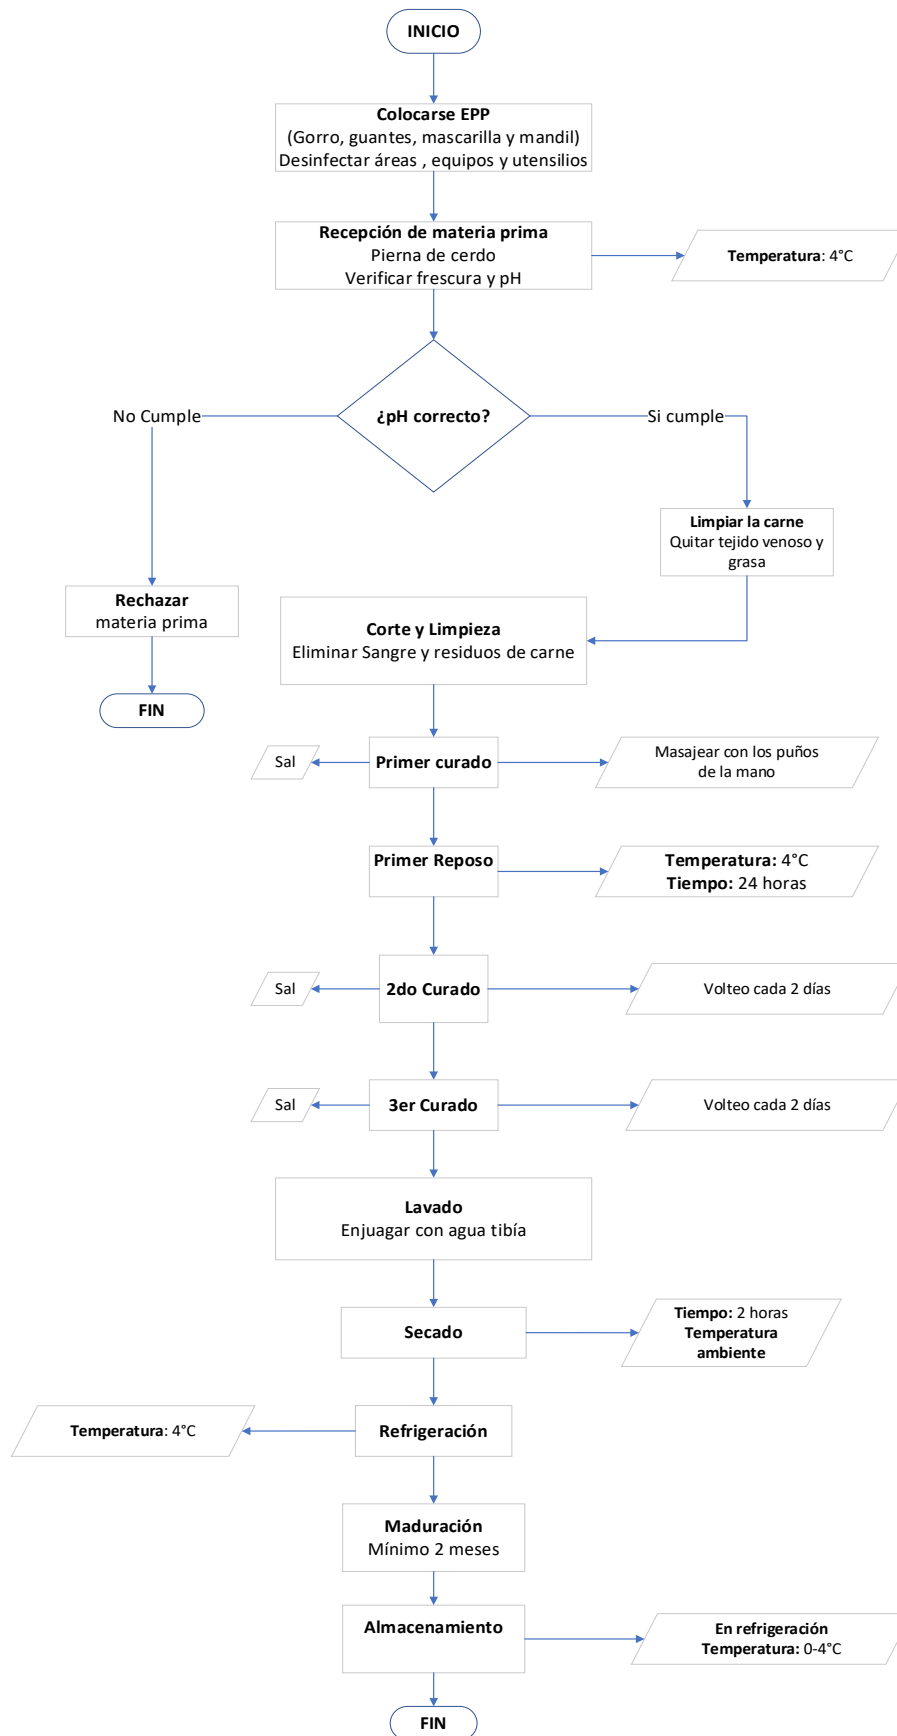 INICIO
Colocarse EPP
(Gorro, guantes, mascarilla y mandil)
Desinfectar áreas , equipos y utensilios
Recepción de materia prima
Pierna de cerdo
Verificar frescura y pH
Temperatura: 4°C
¿pH correcto?
No Cumple
Si cumple
Limpiar la carne
Quitar tejido venoso y
grasa
Rechazar
materia prima
FIN
Corte y Limpieza
Eliminar Sangre y residuos de carne
Sal
Primer curado
Masajear con los puños
de la mano
Primer Reposo
Temperatura: 4°C
Tiempo: 24 horas
Sal
2do Curado
Volteo cada 2 días
Sal
3er Curado
Volteo cada 2 días
Lavado
Enjuagar con agua tibía
Secado
Tiempo: 2 horas
Temperatura
ambiente
Temperatura: 4°C
Refrigeración
Maduración
Mínimo 2 meses
Almacenamiento
En refrigeración
Temperatura: 0-4°C
FIN